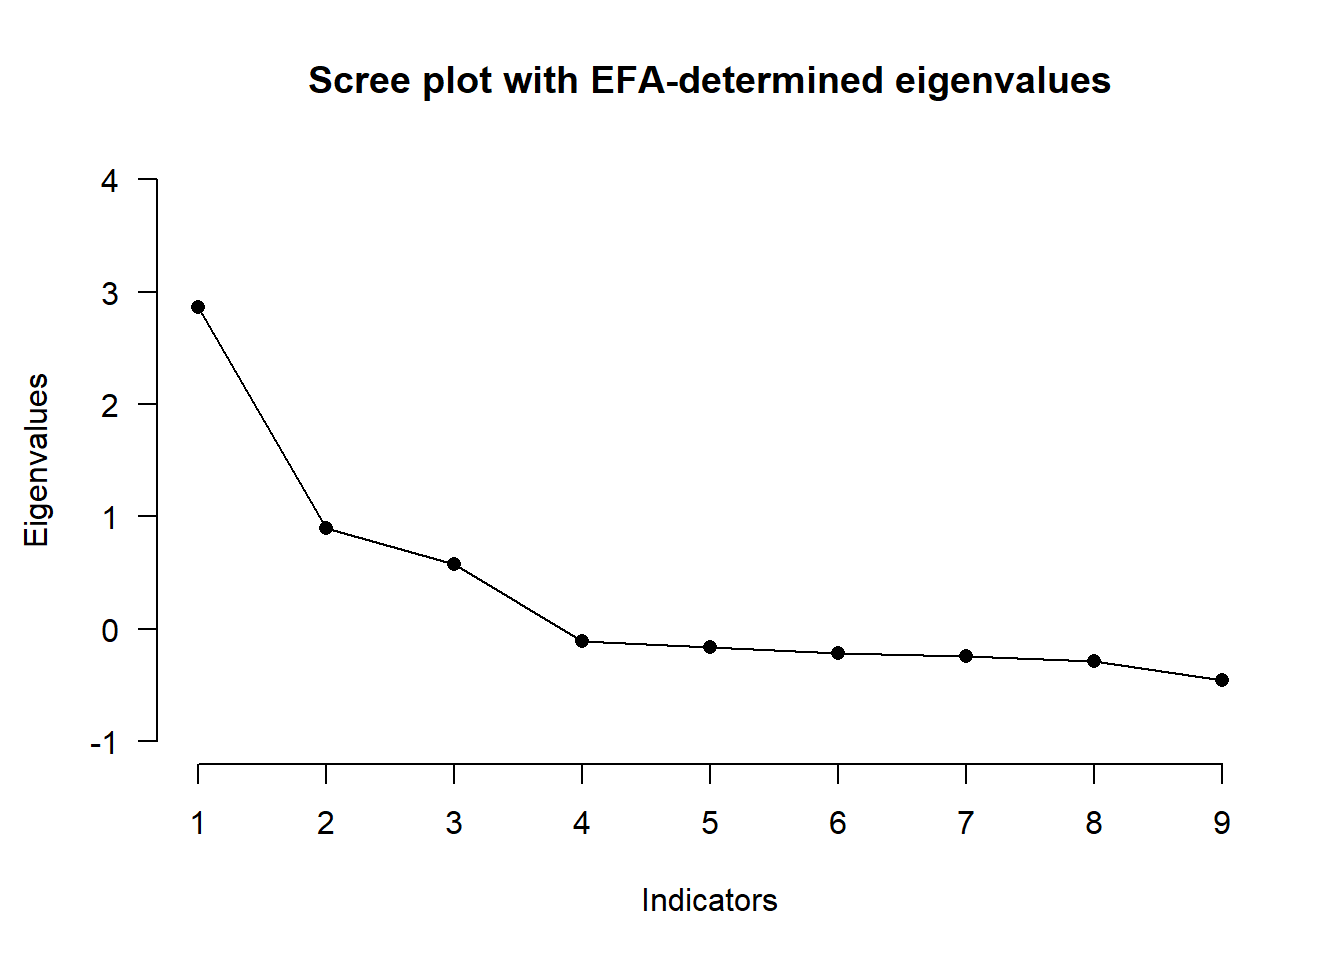 Scree plot with EFA-determined eigenvalues
4
3
2
1
0
-1
Eigenvalues
1 2 3 4 5 6 7 8 9
Indicators